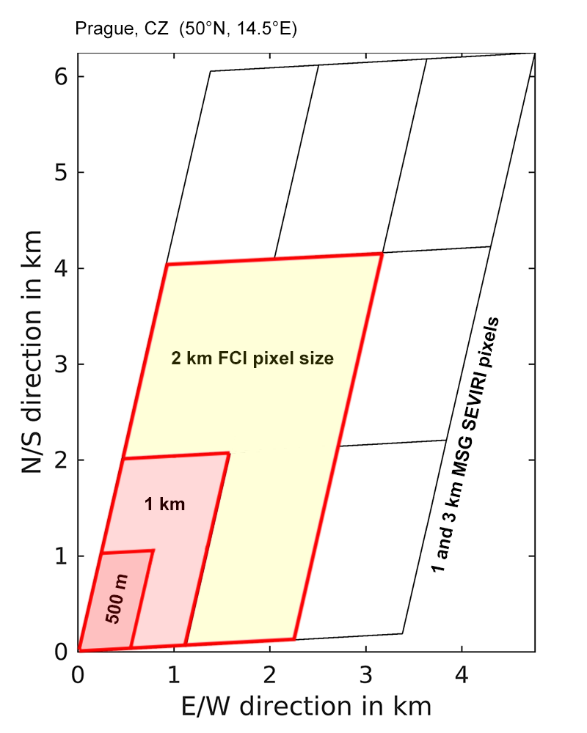 Prague, CZ (50°N, 14.5°E)
6
5
4
3
2
1
0
N/S direction in km
2 km FCI pixel size
1 km
500 m
1 and 3 km MSG SEVIRI pixels
0 1 2 3 4
E/W direction in km